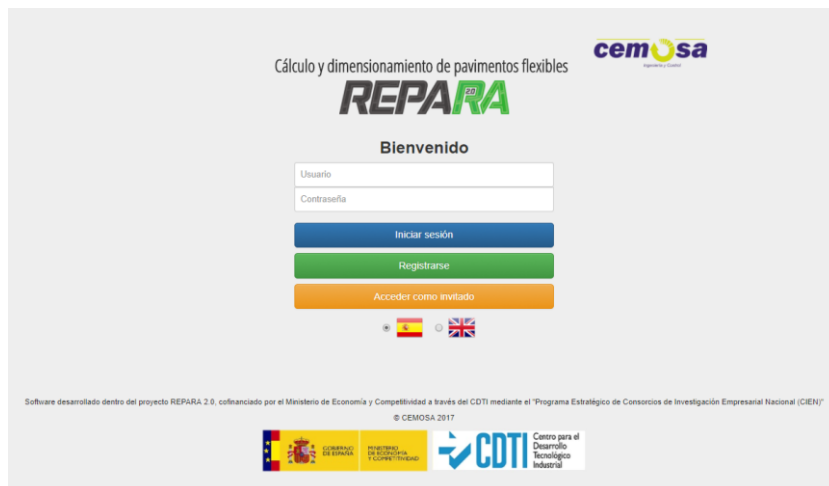 cemosa
Ingeniería y Control
Cálculo y dimensionamiento de pavimentos flexibles
REPARA 2.0
Bienvenido
Usuario
Contraseña
Iniciar sesión
Registrarse
Acceder como invitado
Software desarrollado dentro del proyecto REPARA 2.0, cofinanciado por el Ministerio de Economía y Competitividad a través del CDTI mediante el "Programa Estratégico de Consorcios de Investigación Empresarial Nacional (CIEN)"
© CEMOSA 2017
GOBIERNO
DE ESPAÑA
MINISTERIO
DE ECONOMÍA
Y COMPETITIVIDAD
CDTI
Centro para el
Desarrollo
Tecnológico
Industrial